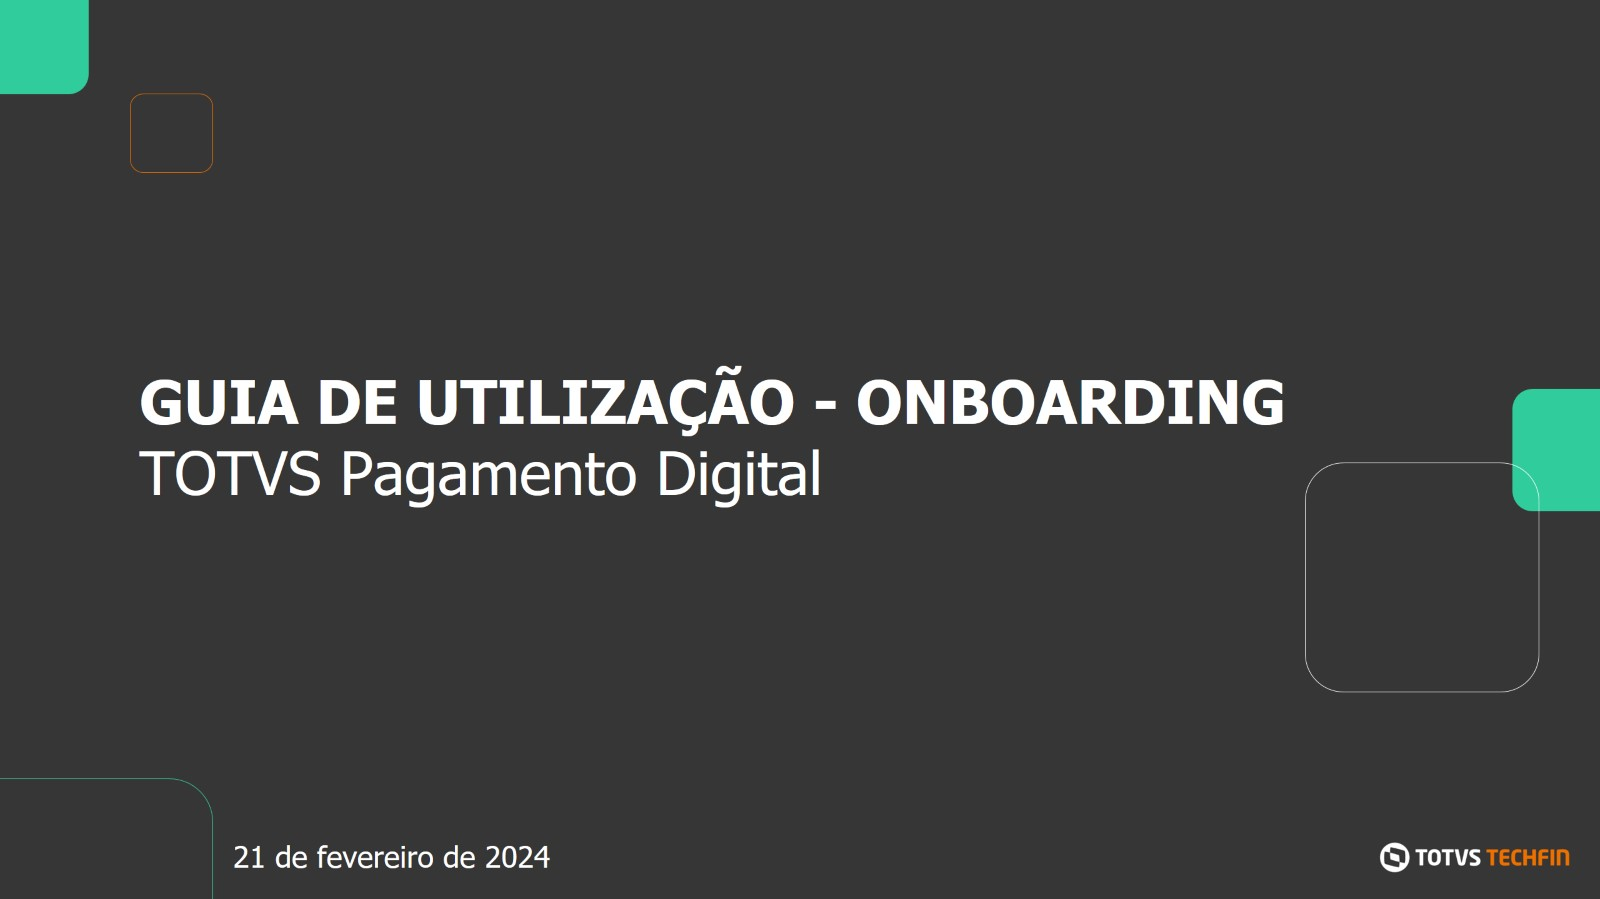 GUIA DE UTILIZAÇÃO - ONBOARDING
TOTVS Pagamento Digital
21 de fevereiro de 2024
TOTVS TECHFIN